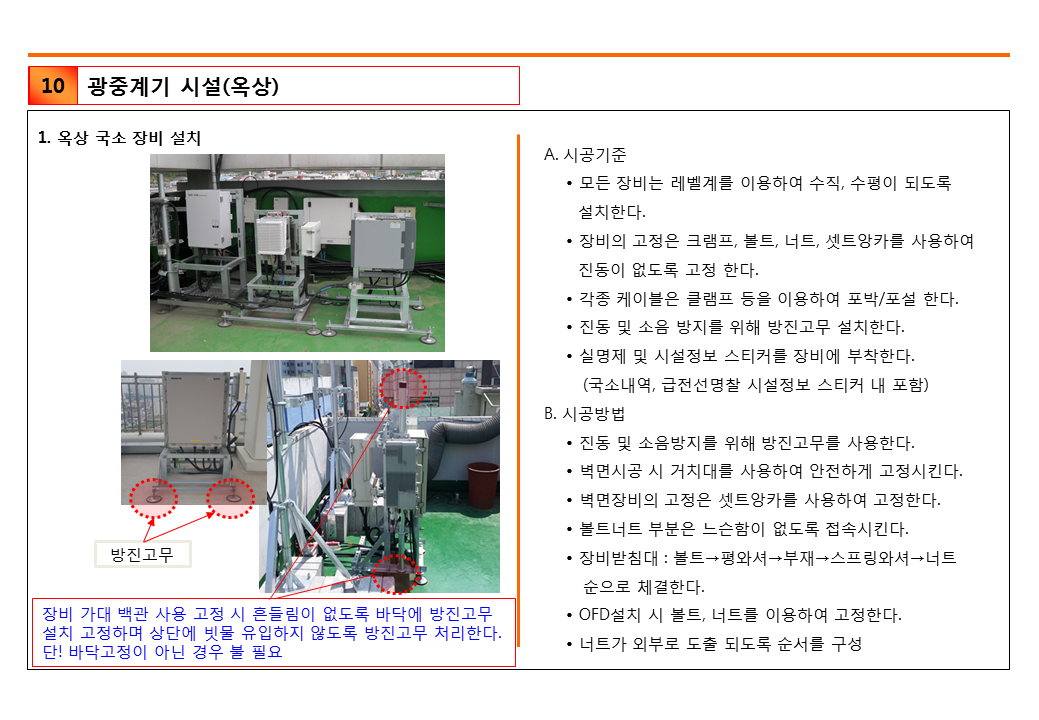 10 광중계기 시설(옥상)
1. 옥상 국소 장비 설치
방진고무
장비 가대 백관 사용 고정 시 흔들림이 없도록 바닥에 방진고무
설치 고정하며 상단에 빗물 유입하지 않도록 방진고무 처리한다.
단! 바닥고정이 아닌 경우 불 필요
A. 시공기준
• 모든 장비는 레벨계를 이용하여 수직, 수평이 되도록
설치한다.
• 장비의 고정은 크램프, 볼트, 너트, 셋트앙카를 사용하여
진동이 없도록 고정 한다.
• 각종 케이블은 클램프 등을 이용하여 포박/포설 한다.
• 진동 및 소음 방지를 위해 방진고무 설치한다.
• 실명제 및 시설정보 스티커를 장비에 부착한다.
(국소내역, 급전선명찰 시설정보 스티커 내 포함)
B. 시공방법
• 진동 및 소음방지를 위해 방진고무를 사용한다.
• 벽면시공 시 거치대를 사용하여 안전하게 고정시킨다.
• 벽면장비의 고정은 셋트앙카를 사용하여 고정한다.
• 볼트너트 부분은 느슨함이 없도록 접속시킨다.
• 장비받침대 : 볼트→평와셔→부재→스프링와셔→너트
순으로 체결한다.
• OFD설치 시 볼트, 너트를 이용하여 고정한다.
• 너트가 외부로 도출 되도록 순서를 구성